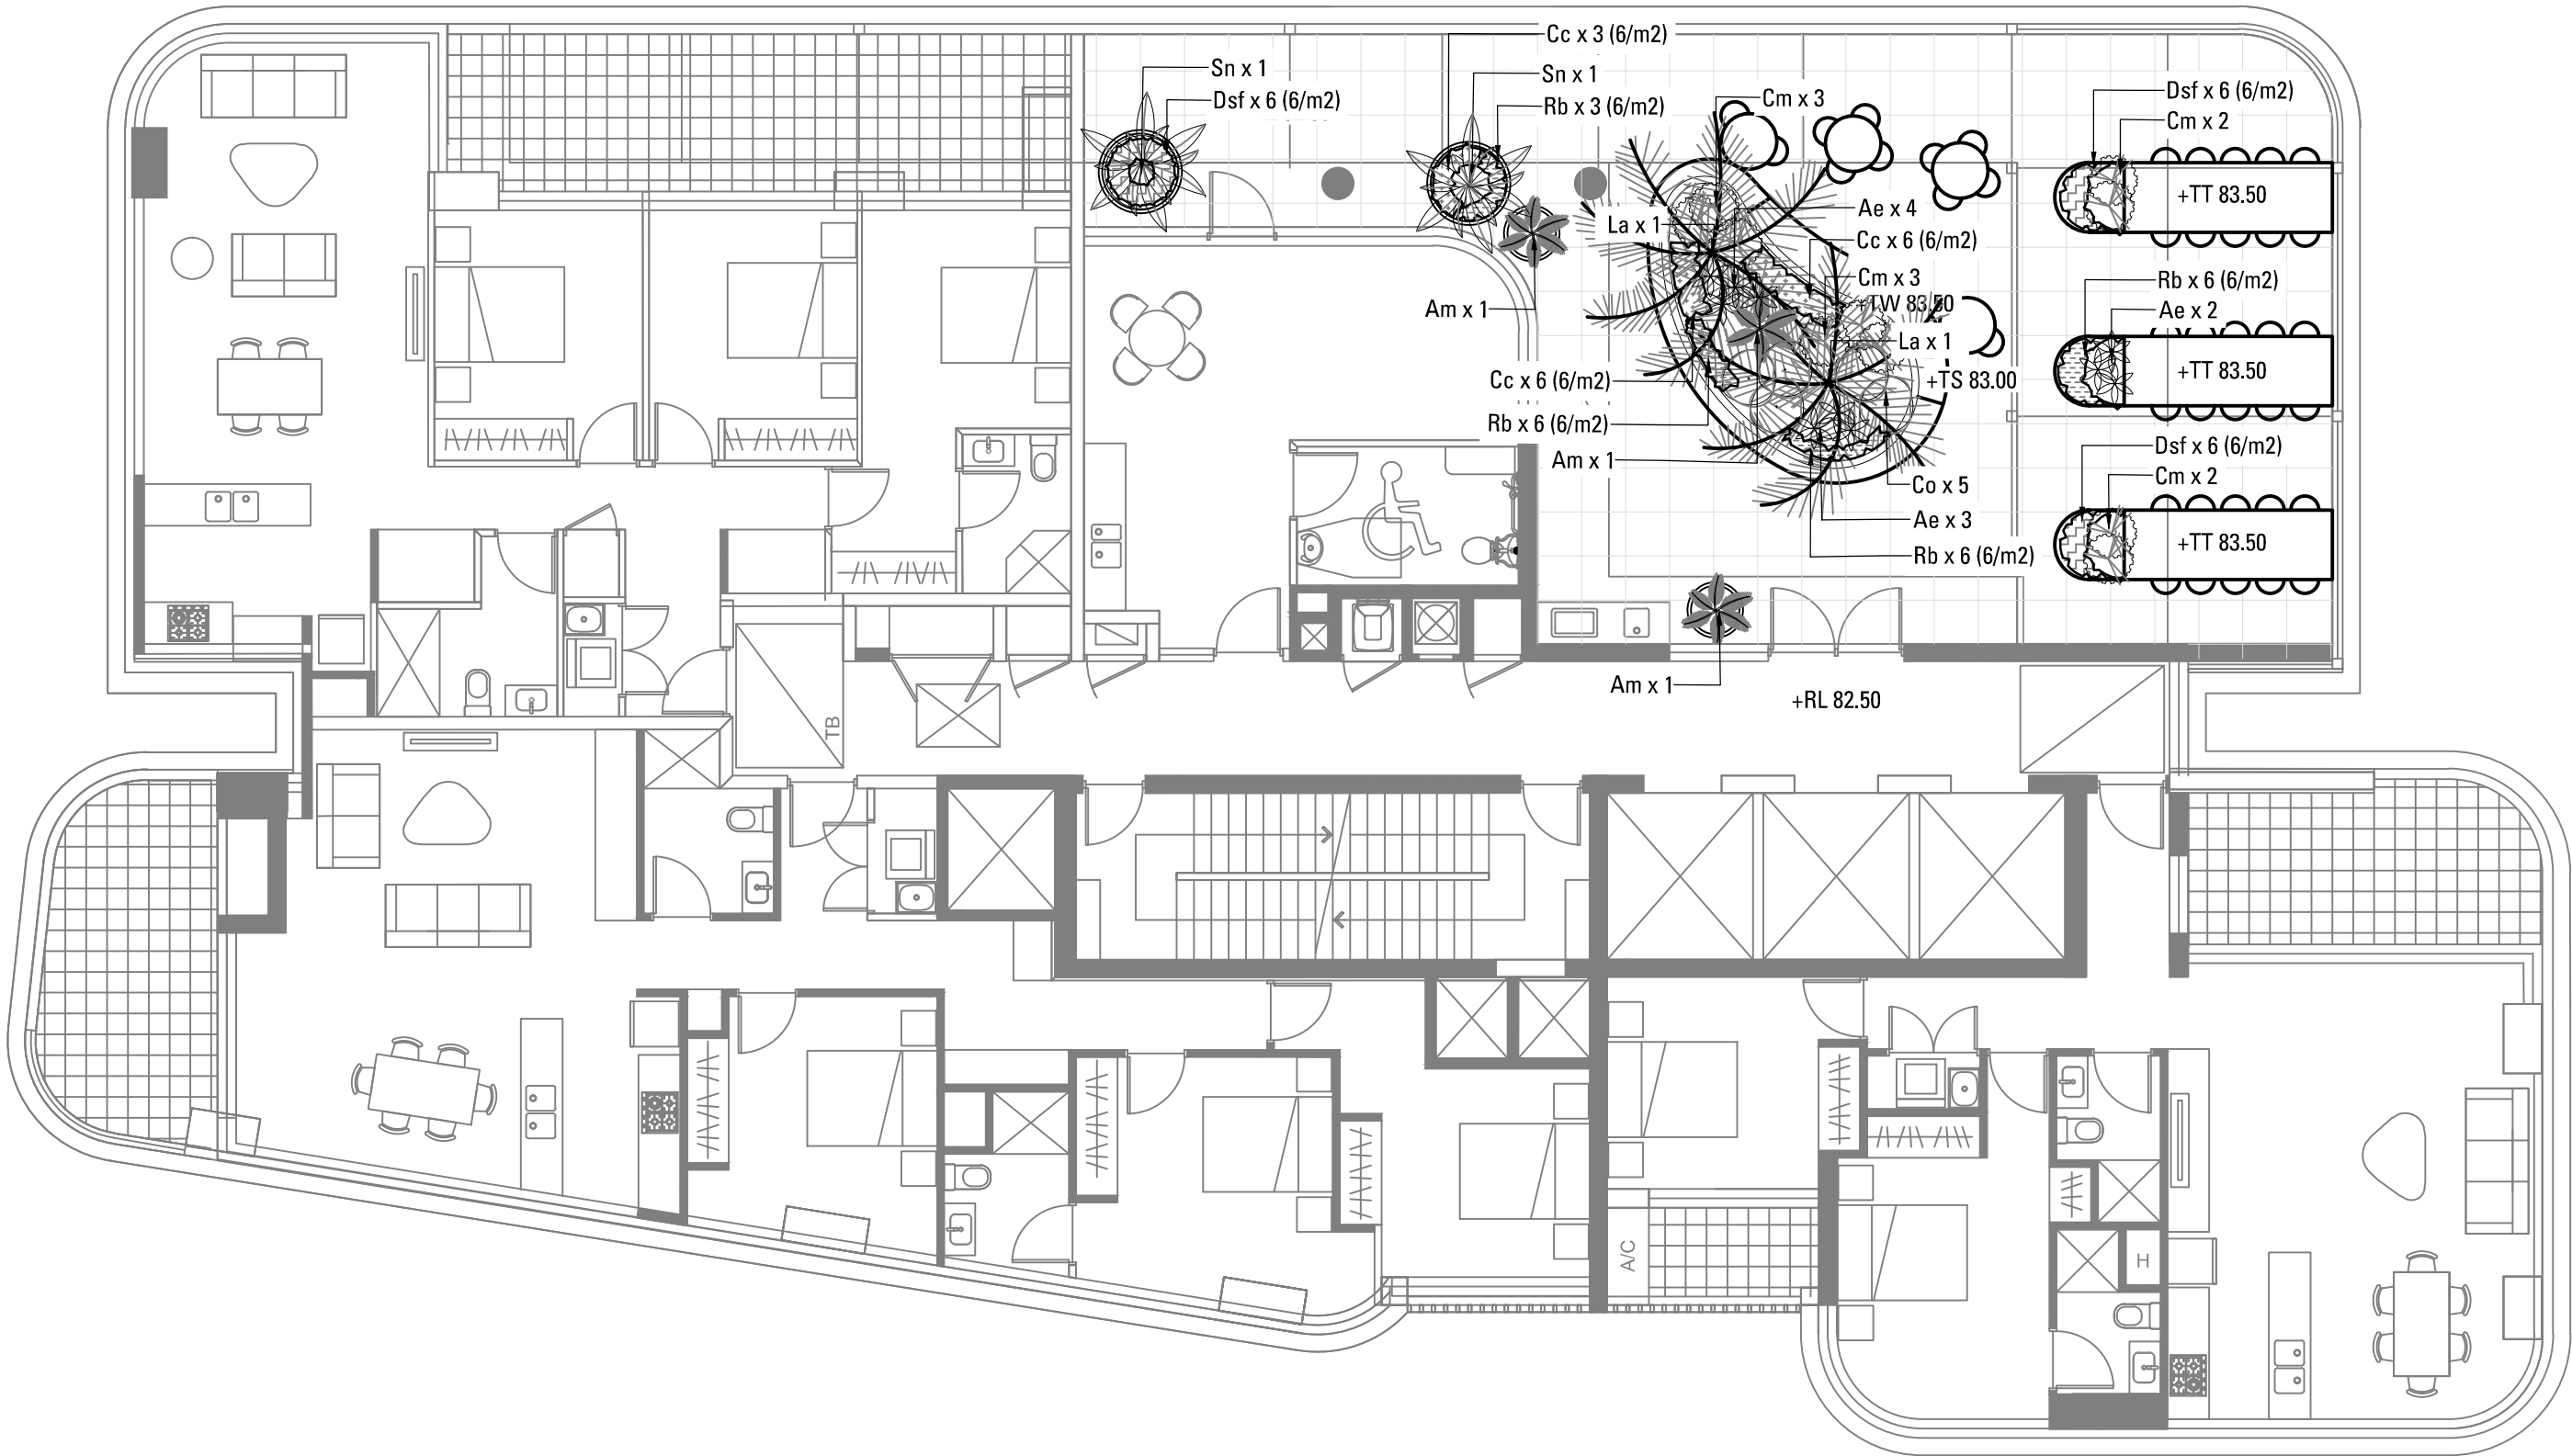 Cc x 3 (6/m2)
Sn x 1
Dsf x 6 (6/m2)
Sn x 1
Rb x 3 (6/m2)
Cm x 3
Dsf x 6 (6/m2)
Cm x 2
+TT 83.50
La x 1
Ae x 4
Cc x 6 (6/m2)
Cm x 3
+TW 83.50
Am x 1
La x 1
Rb x 6 (6/m2)
Ae x 2
+TT 83.50
Cc x 6 (6/m2)
+TS 83.00
Rb x 6 (6/m2)
Am x 1
Co x 5
Ae x 3
Rb x 6 (6/m2)
Dsf x 6 (6/m2)
Cm x 2
+TT 83.50
Am x 1
+RL 82.50
TB
A/C
H